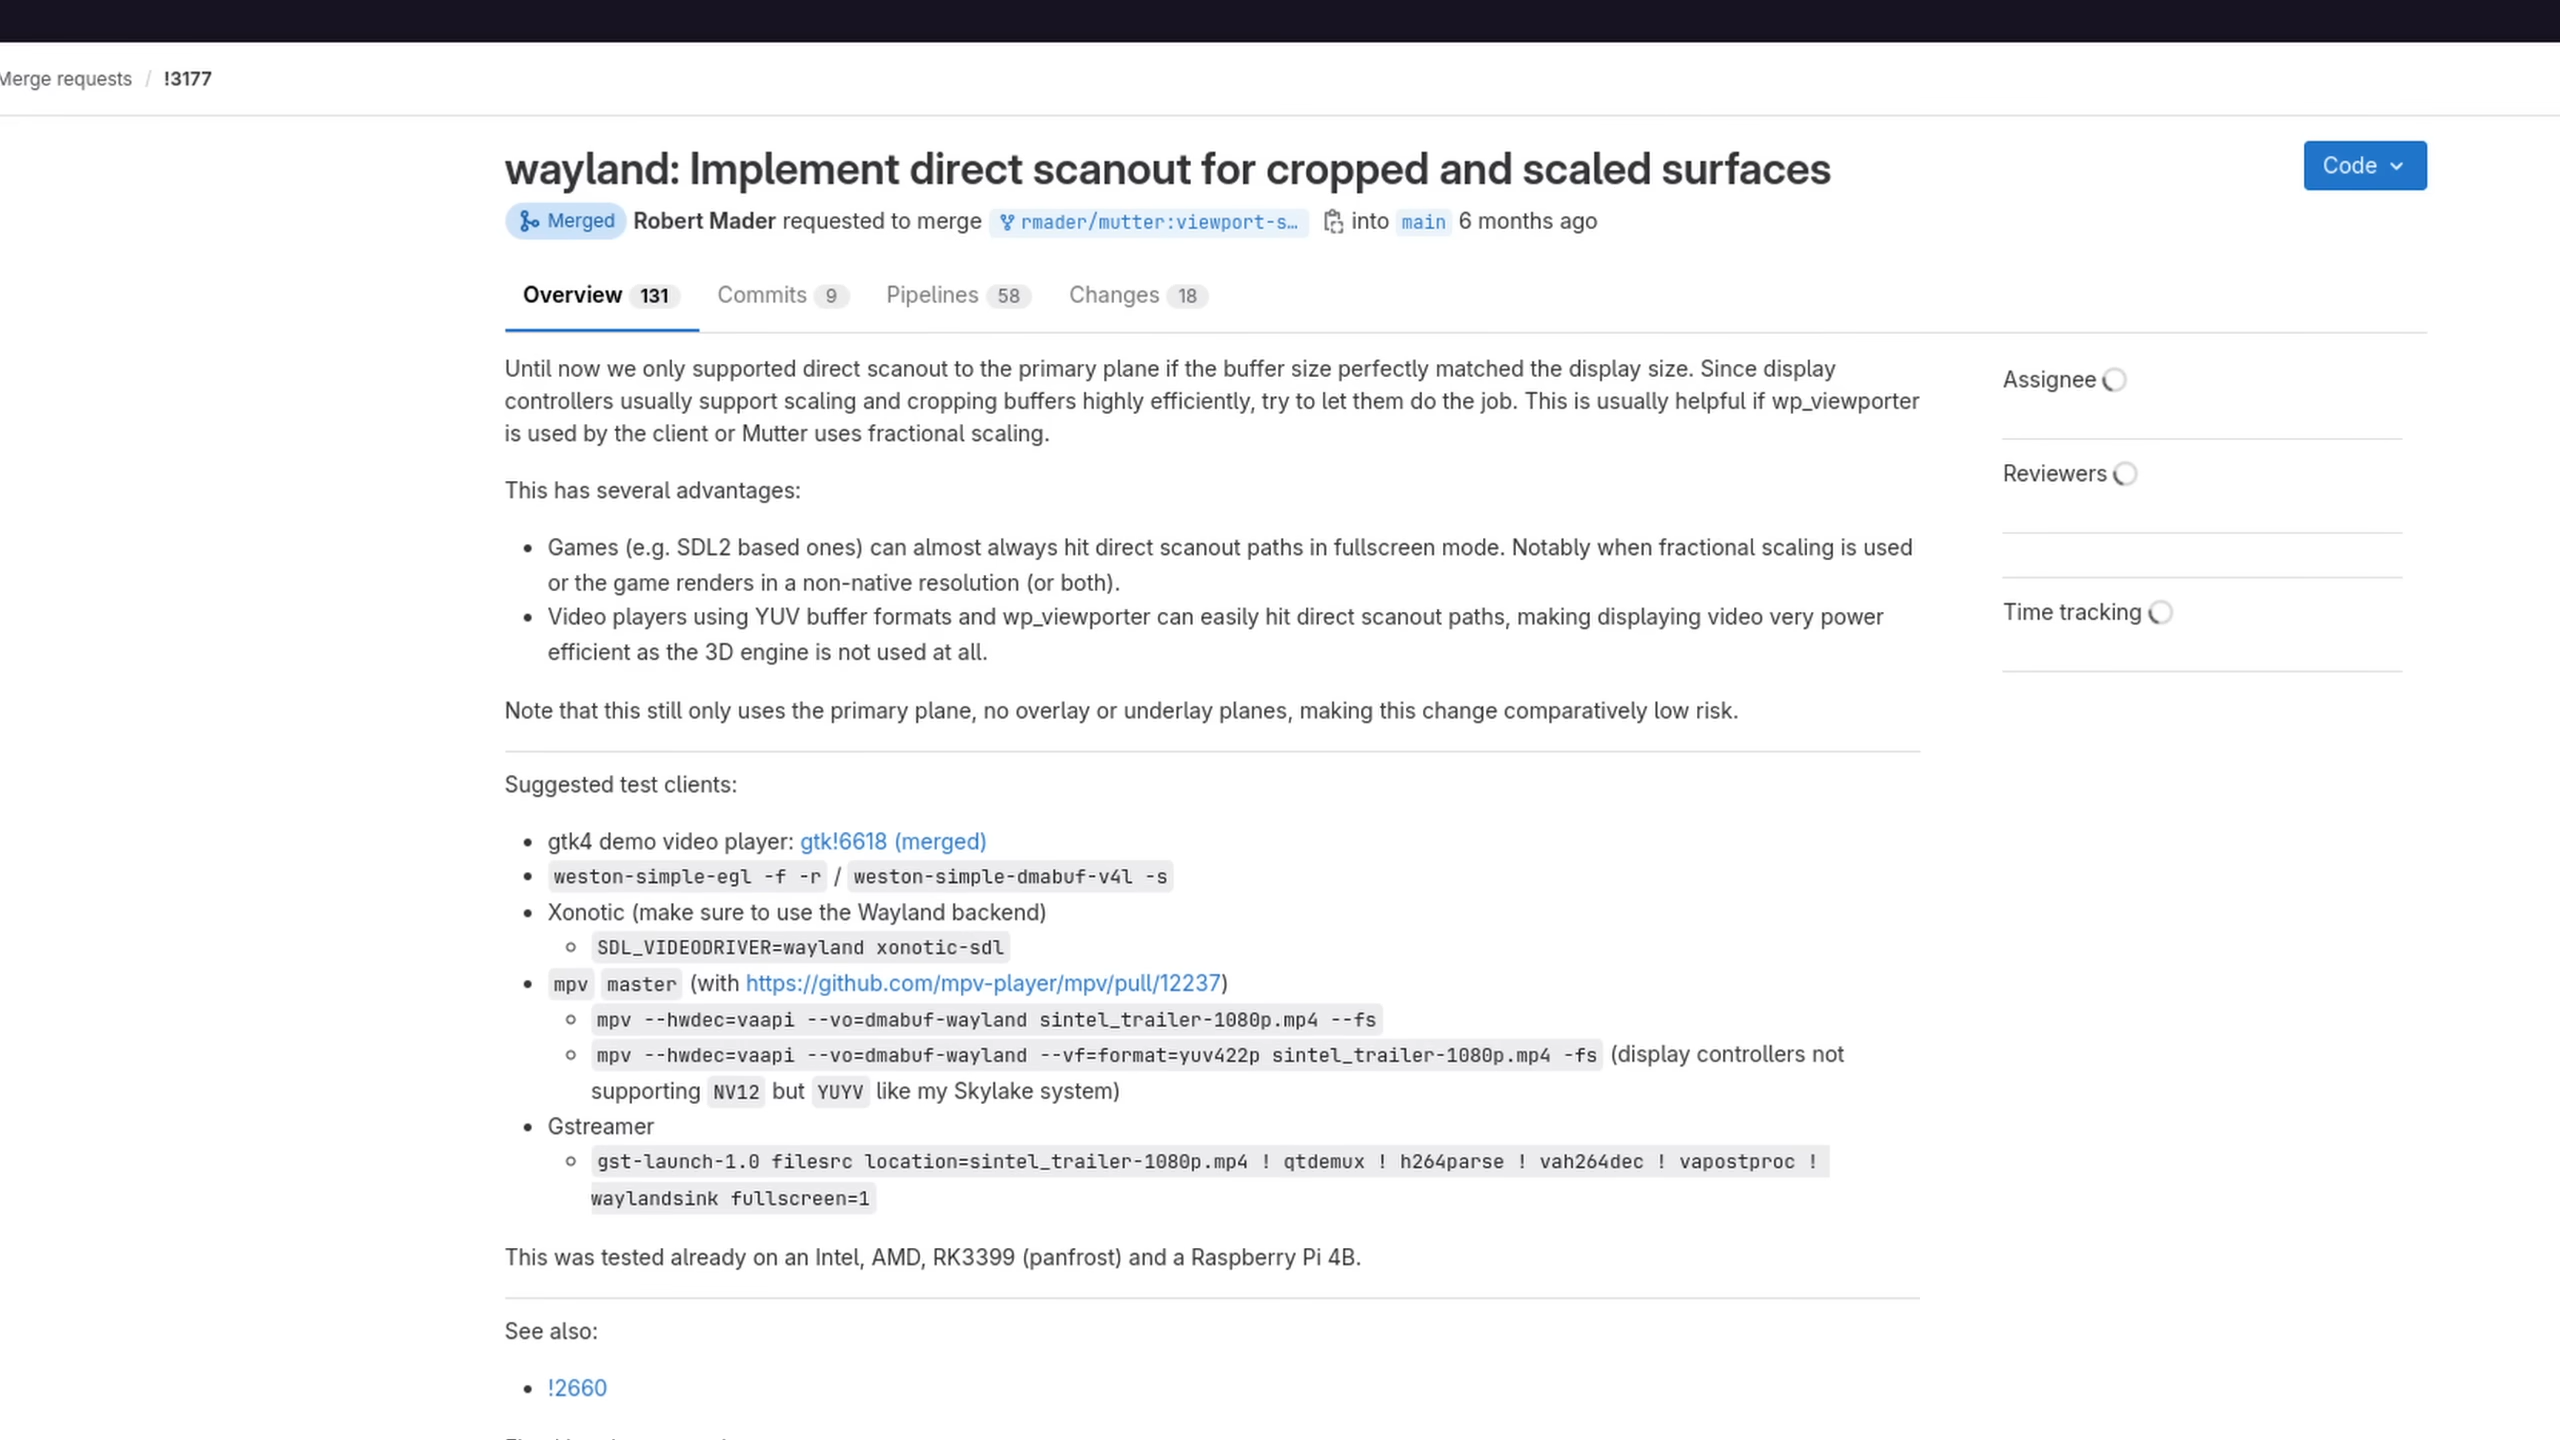 Merge requests / !3177
wayland: Implement direct scanout for cropped and scaled surfaces
Code
Merged Robert Mader requested to merge rmader/mutter:viewport-s… into main 6 months ago
Overview 131 Commits 9 Pipelines 58 Changes 18
Until now we only supported direct scanout to the primary plane if the buffer size perfectly matched the display size. Since display
controllers usually support scaling and cropping buffers highly efficiently, try to let them do the job. This is usually helpful if wp_viewporter
is used by the client or Mutter uses fractional scaling.
This has several advantages:
• Games (e.g. SDL2 based ones) can almost always hit direct scanout paths in fullscreen mode. Notably when fractional scaling is used
or the game renders in a non-native resolution (or both).
• Video players using YUV buffer formats and wp_viewporter can easily hit direct scanout paths, making displaying video very power
efficient as the 3D engine is not used at all.
Note that this still only uses the primary plane, no overlay or underlay planes, making this change comparatively low risk.
Suggested test clients:
• gtk4 demo video player: gtk!6618 (merged)
• weston-simple-egl -f -r / weston-simple-dmabuf-v4l -s
• Xonotic (make sure to use the Wayland backend)
◦ SDL_VIDEODRIVER=wayland xonotic-sdl
• mpv master (with https://github.com/mpv-player/mpv/pull/12237)
◦ mpv --hwdec=vaapi --vo=dmabuf-wayland sintel_trailer-1080p.mp4 --fs
◦ mpv --hwdec=vaapi --vo=dmabuf-wayland --vf=format=yuv422p sintel_trailer-1080p.mp4 -fs (display controllers not
supporting NV12 but YUYV like my Skylake system)
• Gstreamer
◦ gst-launch-1.0 filesrc location=sintel_trailer-1080p.mp4 ! qtdemux ! h264parse ! vah264dec ! vapostproc !
waylandsink fullscreen=1
This was tested already on an Intel, AMD, RK3399 (panfrost) and a Raspberry Pi 4B.
See also:
• !2660
Assignee
Reviewers
Time tracking